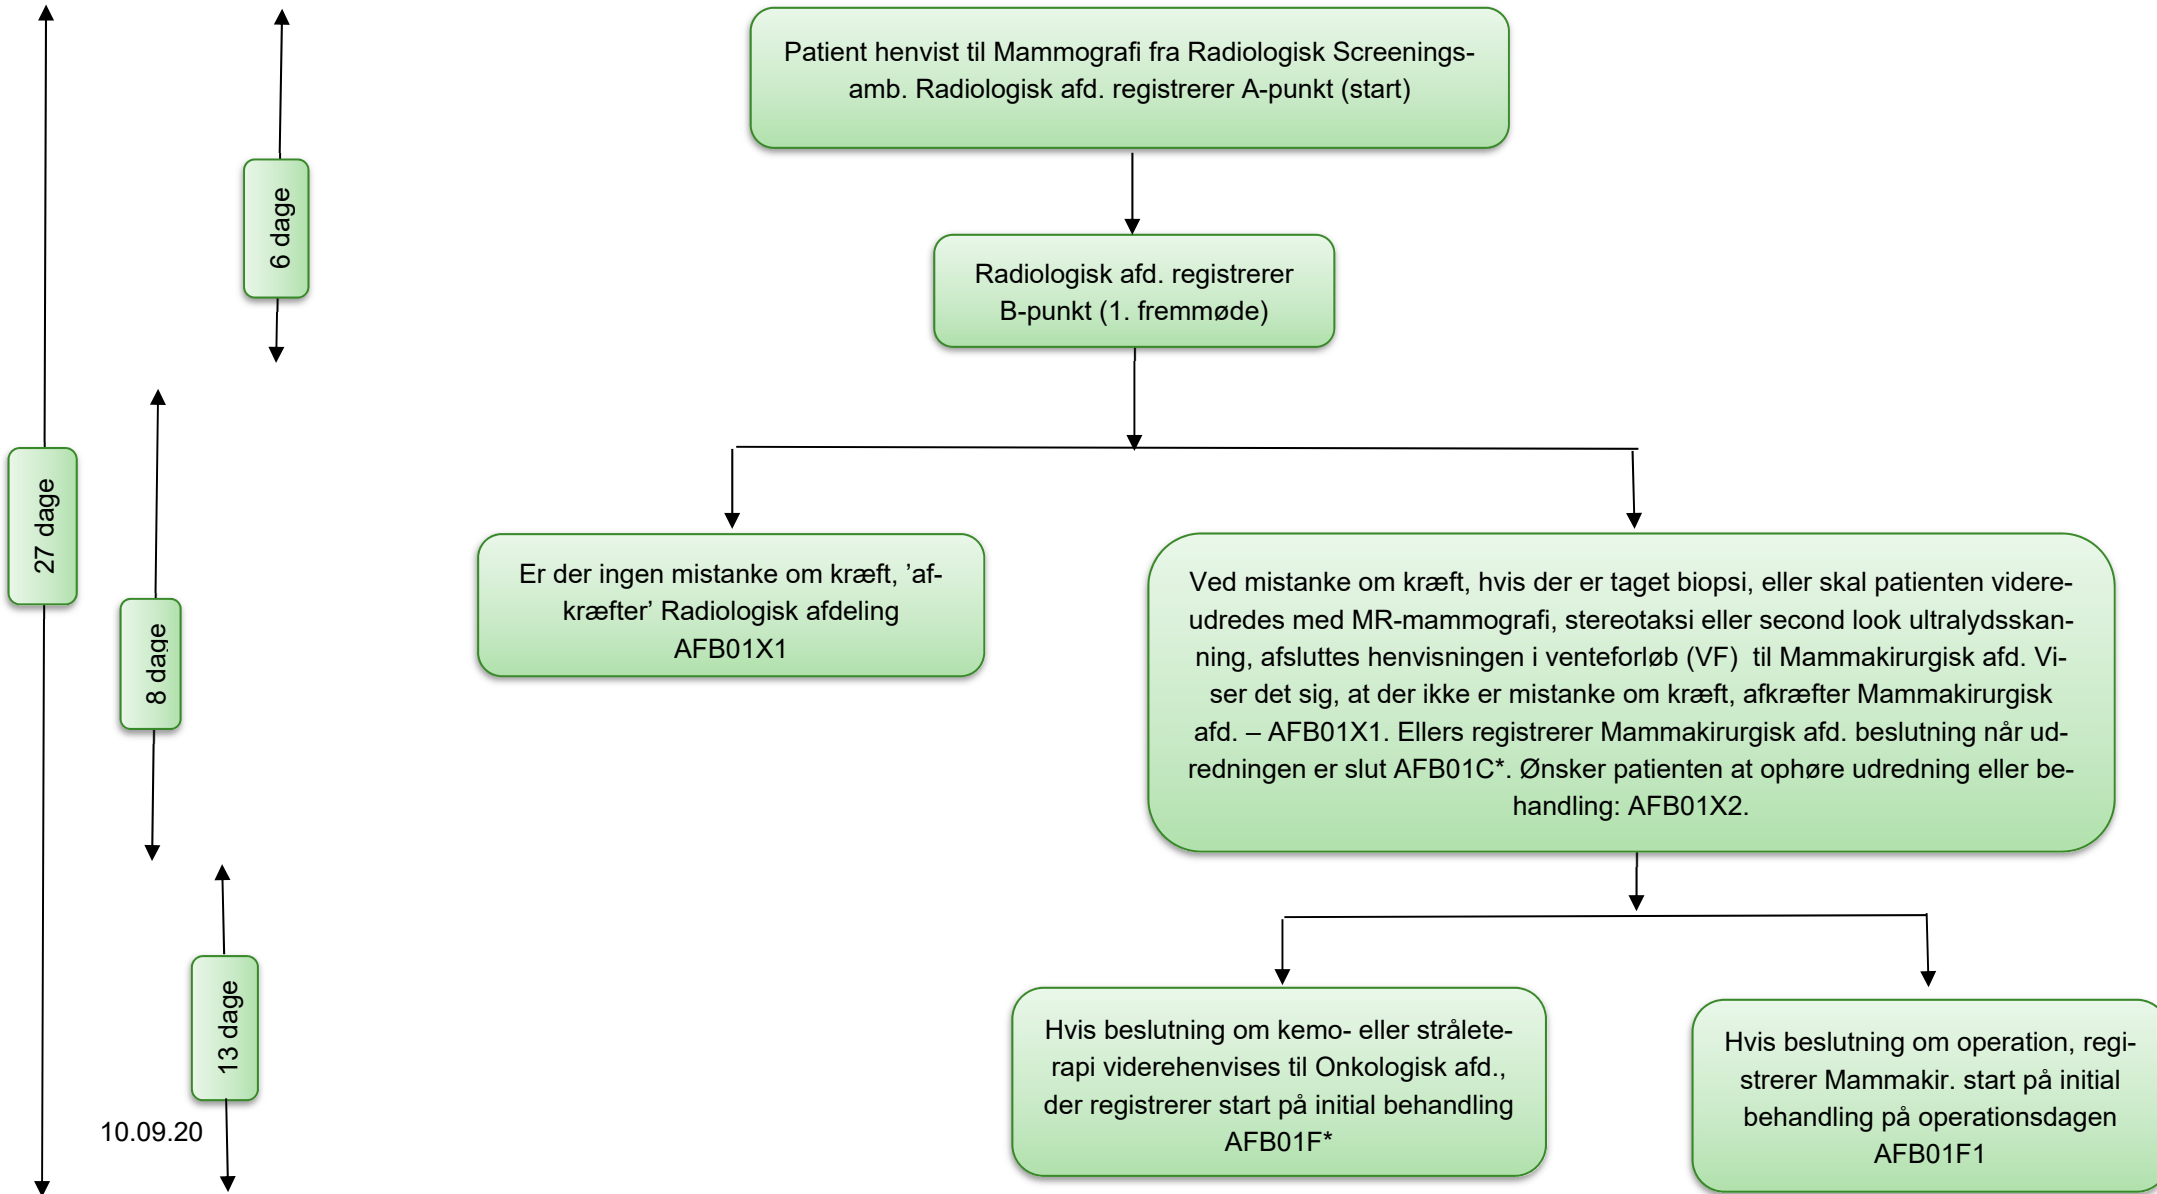 Patient henvist til Mammografi fra Radiologisk Screenings-
amb. Radiologisk afd. registrerer A-punkt (start)
6 dage
Radiologisk afd. registrerer
B-punkt (1. fremmøde)
27 dage
8 dage
Er der ingen mistanke om kræft, ’af-
kræfter’ Radiologisk afdeling
AFB01X1
Ved mistanke om kræft, hvis der er taget biopsi, eller skal patienten videre-
udredes med MR-mammografi, stereotaksi eller second look ultralydsskan-
ning, afsluttes henvisningen i venteforløb (VF) til Mammakirurgisk afd. Vi-
ser det sig, at der ikke er mistanke om kræft, afkræfter Mammakirurgisk
afd. – AFB01X1. Ellers registrerer Mammakirurgisk afd. beslutning når ud-
redningen er slut AFB01C*. Ønsker patienten at ophøre udredning eller be-
handling: AFB01X2.
13 dage
Hvis beslutning om kemo- eller strålete-
rapi viderehenvises til Onkologisk afd.,
der registrerer start på initial behandling
AFB01F*
Hvis beslutning om operation, regi-
strerer Mammakir. start på initial
behandling på operationsdagen
AFB01F1
10.09.20